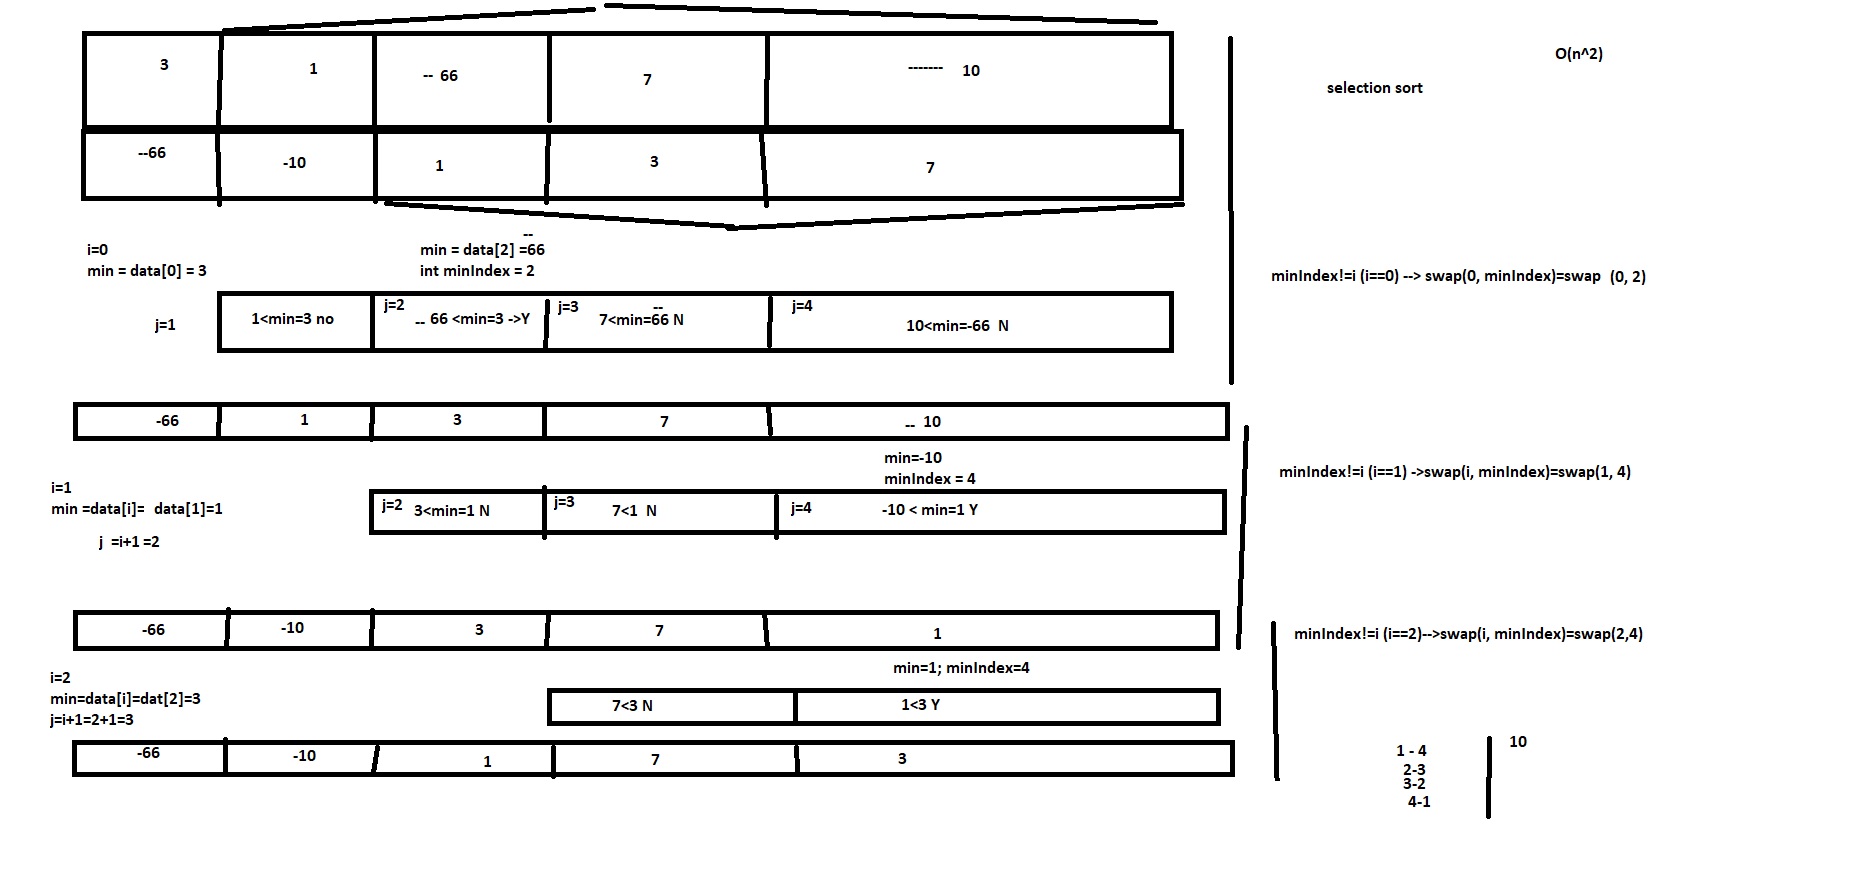 O(n^2)
selection sort
3 1 -- 66 7 ------- 10
--66 -10 1 3 7
i=0
min = data[0] = 3
--
min = data[2] =66
int minIndex = 2
minIndex!=i (i==0) --> swap(0, minIndex)=swap (0, 2)
j=1
1<min=3 no
j=2
-- 66 <min=3 ->Y
j=3
--
7<min=66 N
j=4
10<min=-66 N
-66 1 3 7 -- 10
min=-10
minIndex = 4
minIndex!=i (i==1) ->swap(i, minIndex)=swap(1, 4)
i=1
min =data[i]= data[1]=1
j =i+1 =2
j=2 3<min=1 N
j=3 7<1 N
j=4 -10 < min=1 Y
-66 -10 3 7 1
minIndex!=i (i==2)-->swap(i, minIndex)=swap(2,4)
min=1; minIndex=4
i=2
min=data[i]=dat[2]=3
j=i+1=2+1=3
7<3 N
1<3 Y
-66 -10 1 7 3
1 - 4
2-3
3-2
4-1
10